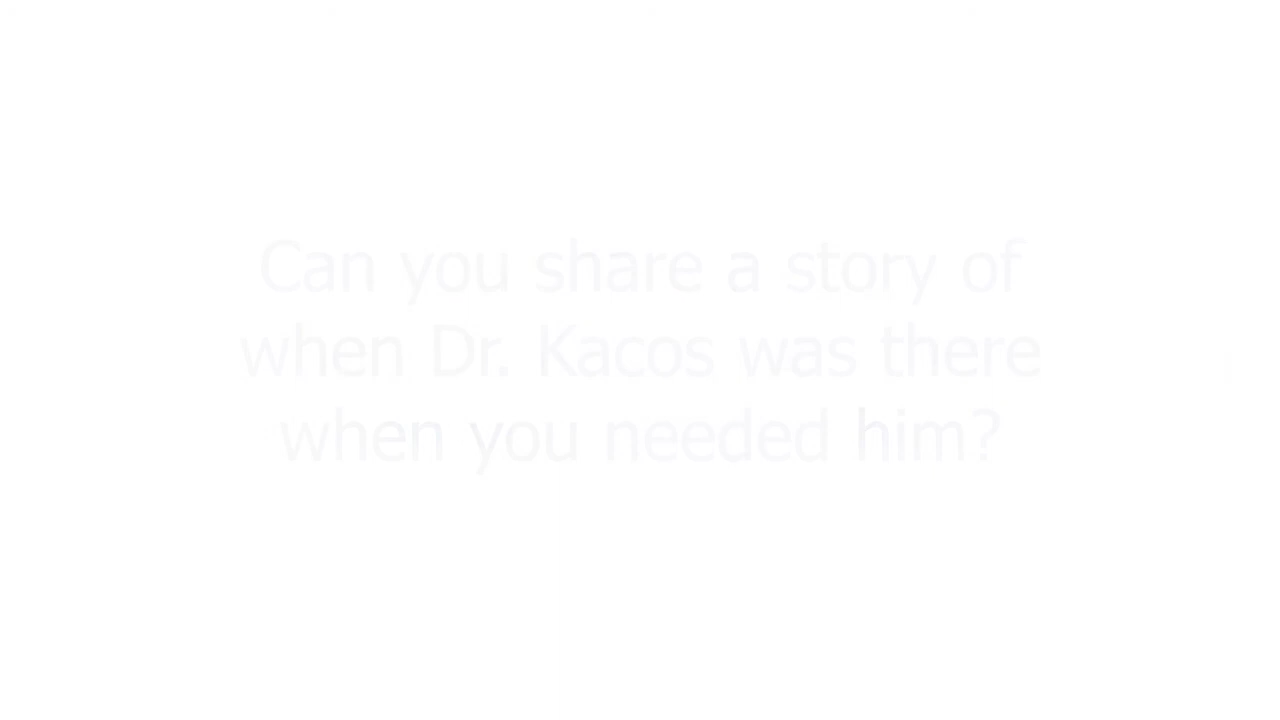 Can you share a story of
when Dr. Kacos was there
when you needed him?